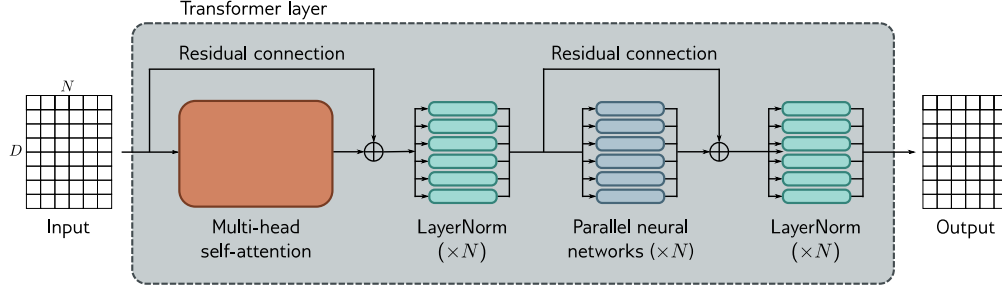 Transformer layer
Residual connection
Residual connection
N
D
Input
Multi-head
self-attention
LayerNorm
(×N)
Parallel neural
networks (×N)
LayerNorm
(×N)
Output